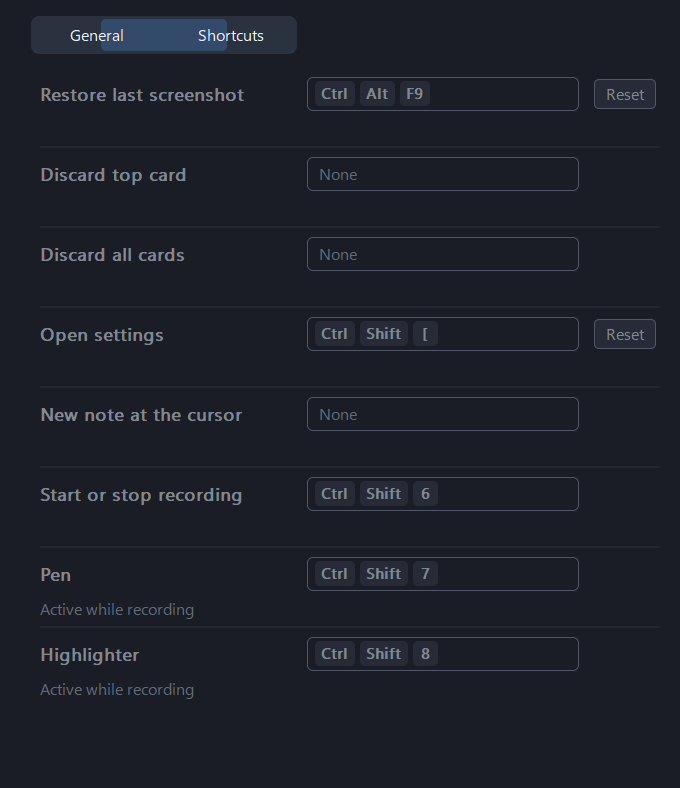 General Shortcuts
Restore last screenshot Ctrl Alt F9 Reset
Discard top card None
Discard all cards None
Open settings Ctrl Shift [ Reset
New note at the cursor None
Start or stop recording Ctrl Shift 6
Pen Ctrl Shift 7
Active while recording
Highlighter Ctrl Shift 8
Active while recording